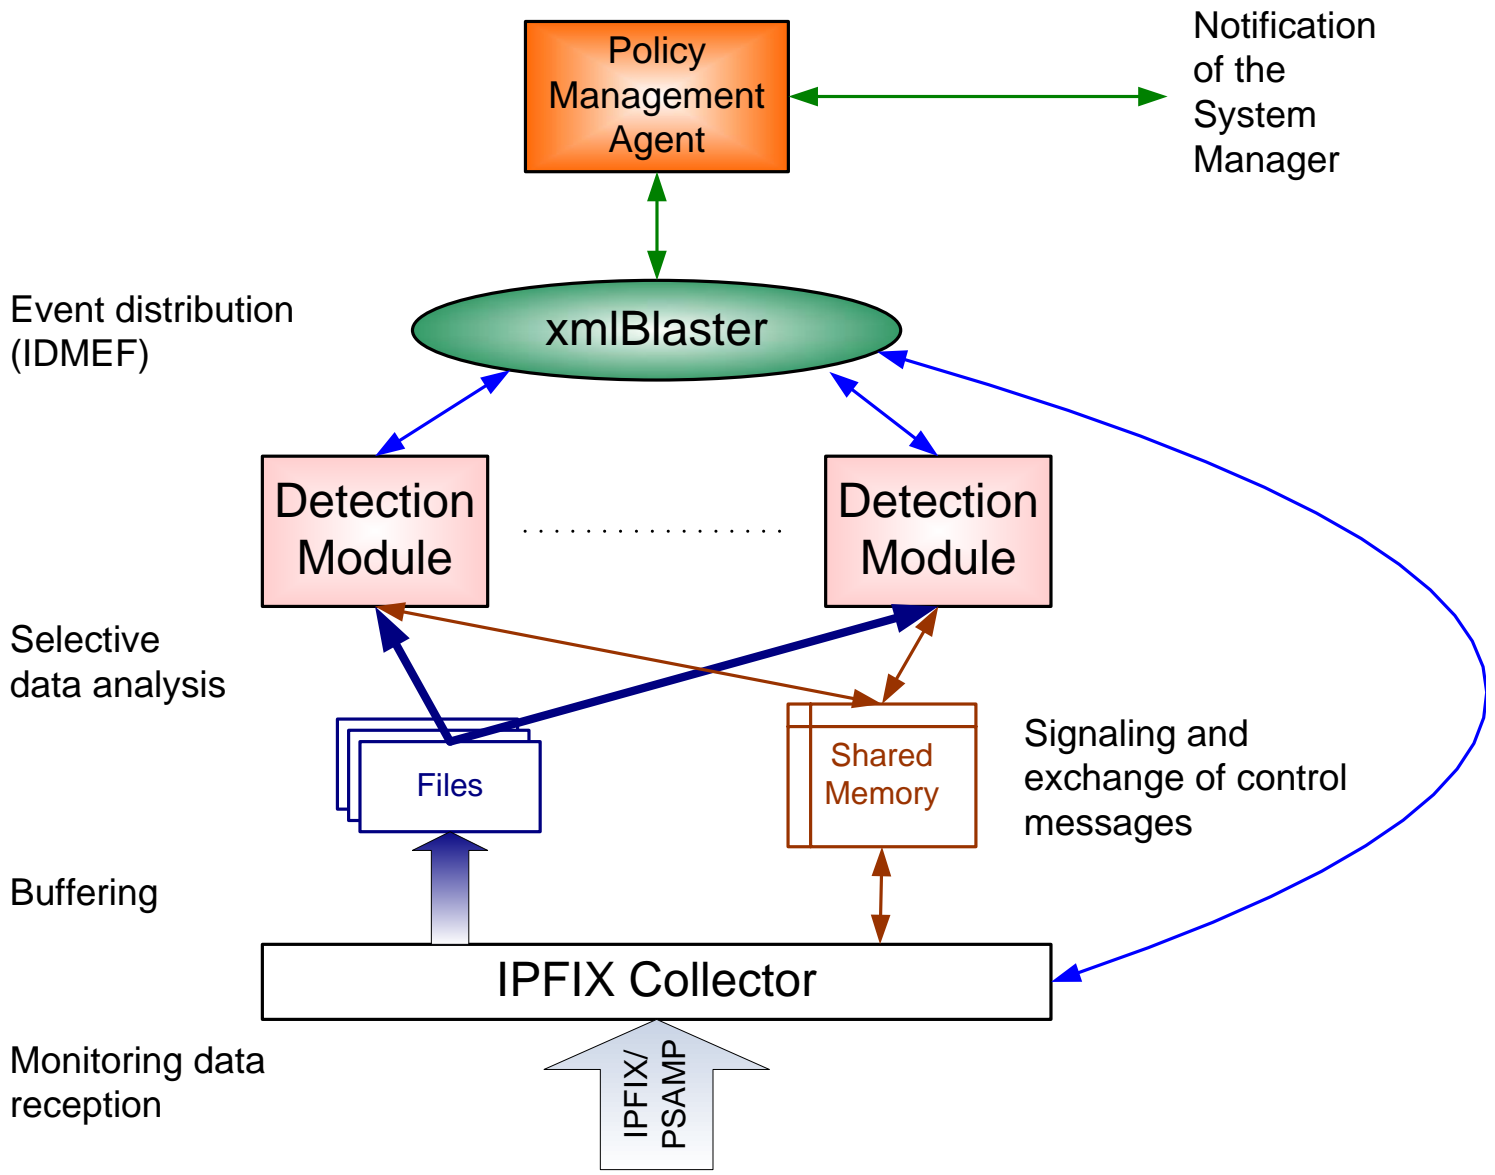 Policy
Management
Agent
Notification
of the
System
Manager
Event distribution
(IDMEF)
xmlBlaster
Detection
Module
Detection
Module
Selective
data analysis
Files
Shared
Memory
Signaling and
exchange of control
messages
Buffering
IPFIX Collector
Monitoring data
reception
IPFIX/
PSAMP